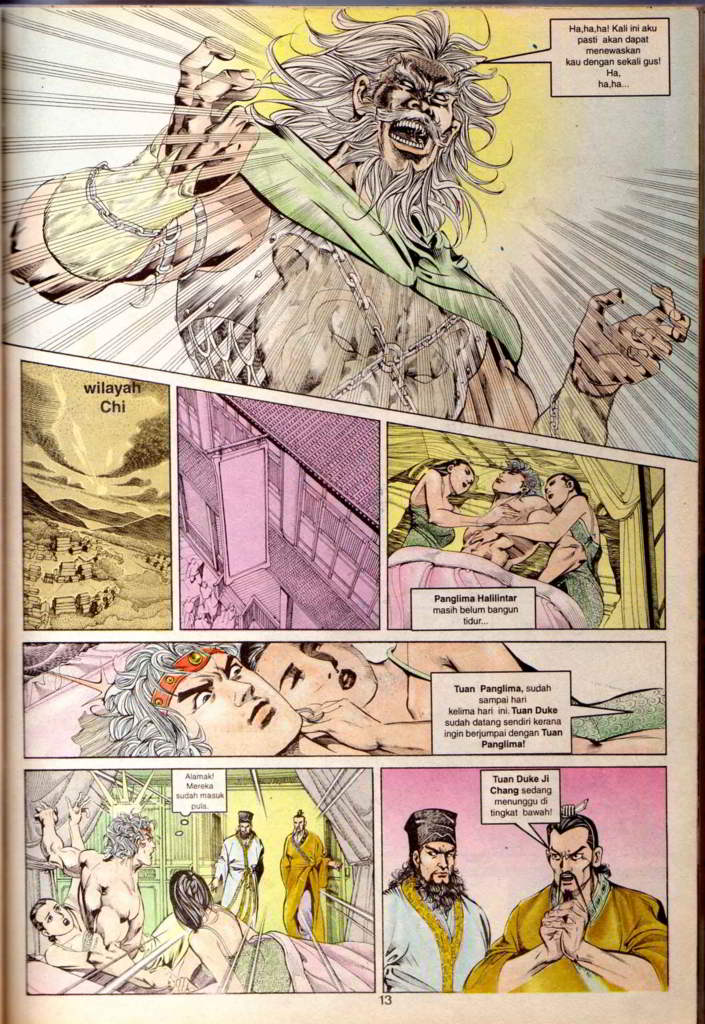 Ha,ha,ha! Kali ini aku
pasti akan dapat
menewaskan
kau dengan sekali gus!
Ha,
ha,ha...
wilayah
Chi
Panglima Halilintar
masih belum bangun
tidur...
Tuan Panglima, sudah
sampai hari
kelima hari ini. Tuan Duke
sudah datang sendiri kerana
ingin berjumpai dengan Tuan
Panglima!
Alamak!
Mereka
sudah masuk
pula.
Tuan Duke Ji
Chang sedang
menunggu di
tingkat bawah!
13